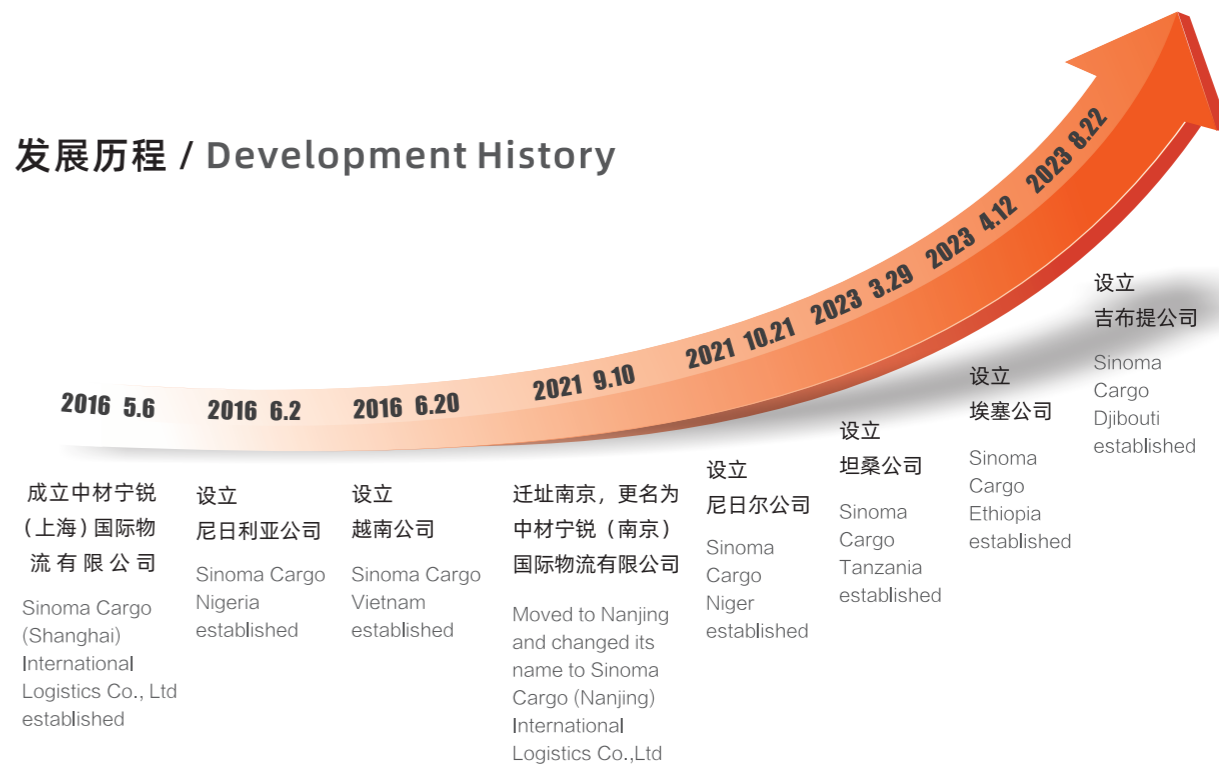 发展历程 / Development History
2016 5.6
成立中材宁锐
（上海）国际物
流有限公司
Sinoma Cargo
(Shanghai)
International
Logistics Co., Ltd
established
2016 6.2
设立
尼日利亚公司
Sinoma Cargo
Nigeria
established
2016 6.20
设立
越南公司
Sinoma Cargo
Vietnam
established
2021 9.10
迁址南京，更名为
中材宁锐（南京）
国际物流有限公司
Moved to Nanjing
and changed its
name to Sinoma
Cargo (Nanjing)
International
Logistics Co.,Ltd
2021 10.21
设立
尼日尔公司
Sinoma
Cargo
Niger
established
2023 3.29
设立
坦桑公司
Sinoma
Cargo
Tanzania
established
2023 4.12
设立
埃塞公司
Sinoma
Cargo
Ethiopia
established
2023 8.22
设立
吉布提公司
Sinoma
Cargo
Djibouti
established